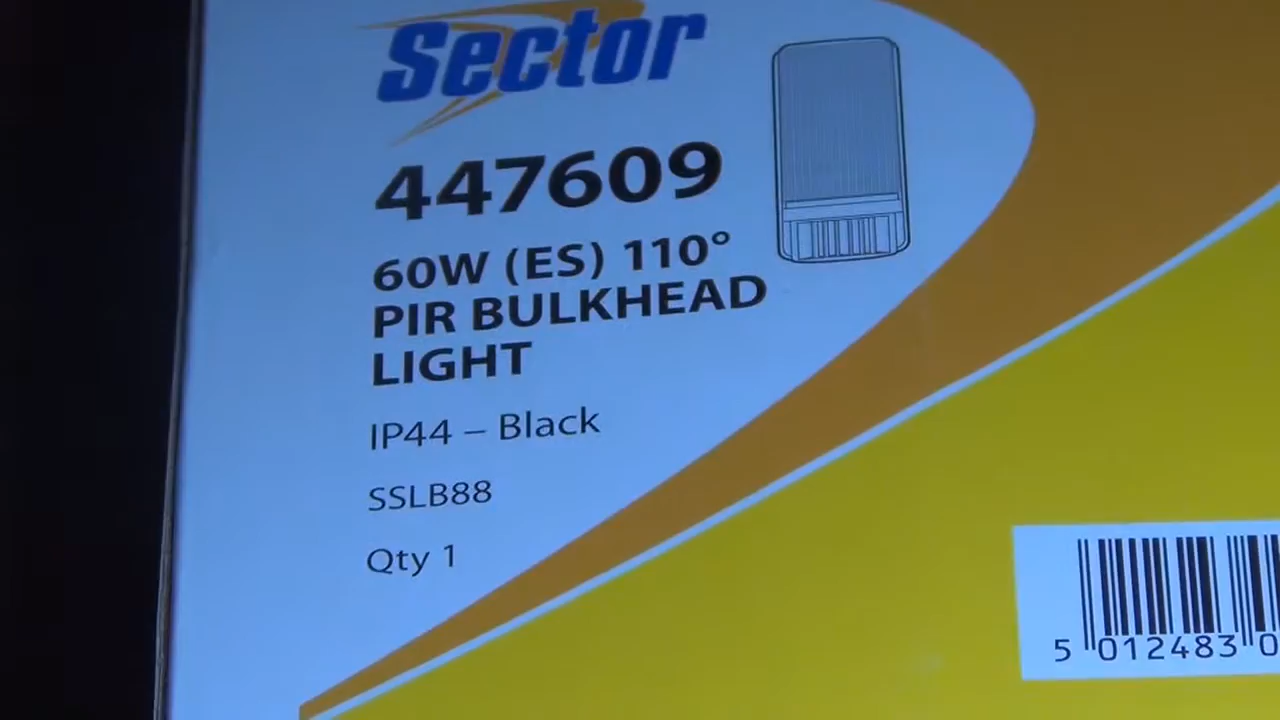 Sector
447609
60W (ES) 110°
PIR BULKHEAD
LIGHT
IP44 – Black
SSLB88
Qty 1
5 012483 0